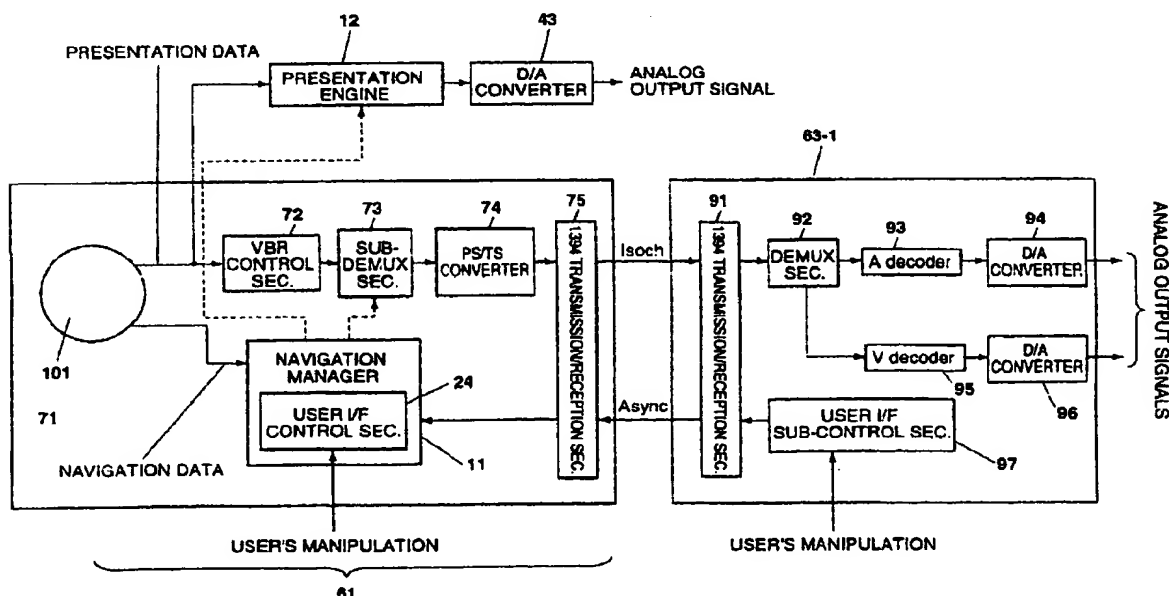 12
43
PRESENTATION DATA
PRESENTATION
ENGINE
D/A
CONVERTER
ANALOG
OUTPUT SIGNAL
63-1
72
73
74
75
91
92
93
94
VBR
CONTROL
SEC.
SUB-
DEMUX
SEC.
PS/TS
CONVERTER
1394 TRANSMISSION/RECEPTION SEC.
Isoch
1394 TRANSMISSION/RECEPTION SEC.
DEMUX
SEC.
A decoder
D/A
CONVERTER.
ANALOG OUTPUT SIGNALS
101
71
NAVIGATION
MANAGER
24
USER I/F
CONTROL SEC.
11
Async
V decoder
95
D/A
CONVERTER
96
USER I/F
SUB-CONTROL SEC.
97
NAVIGATION DATA
USER'S MANIPULATION
USER'S MANIPULATION
61